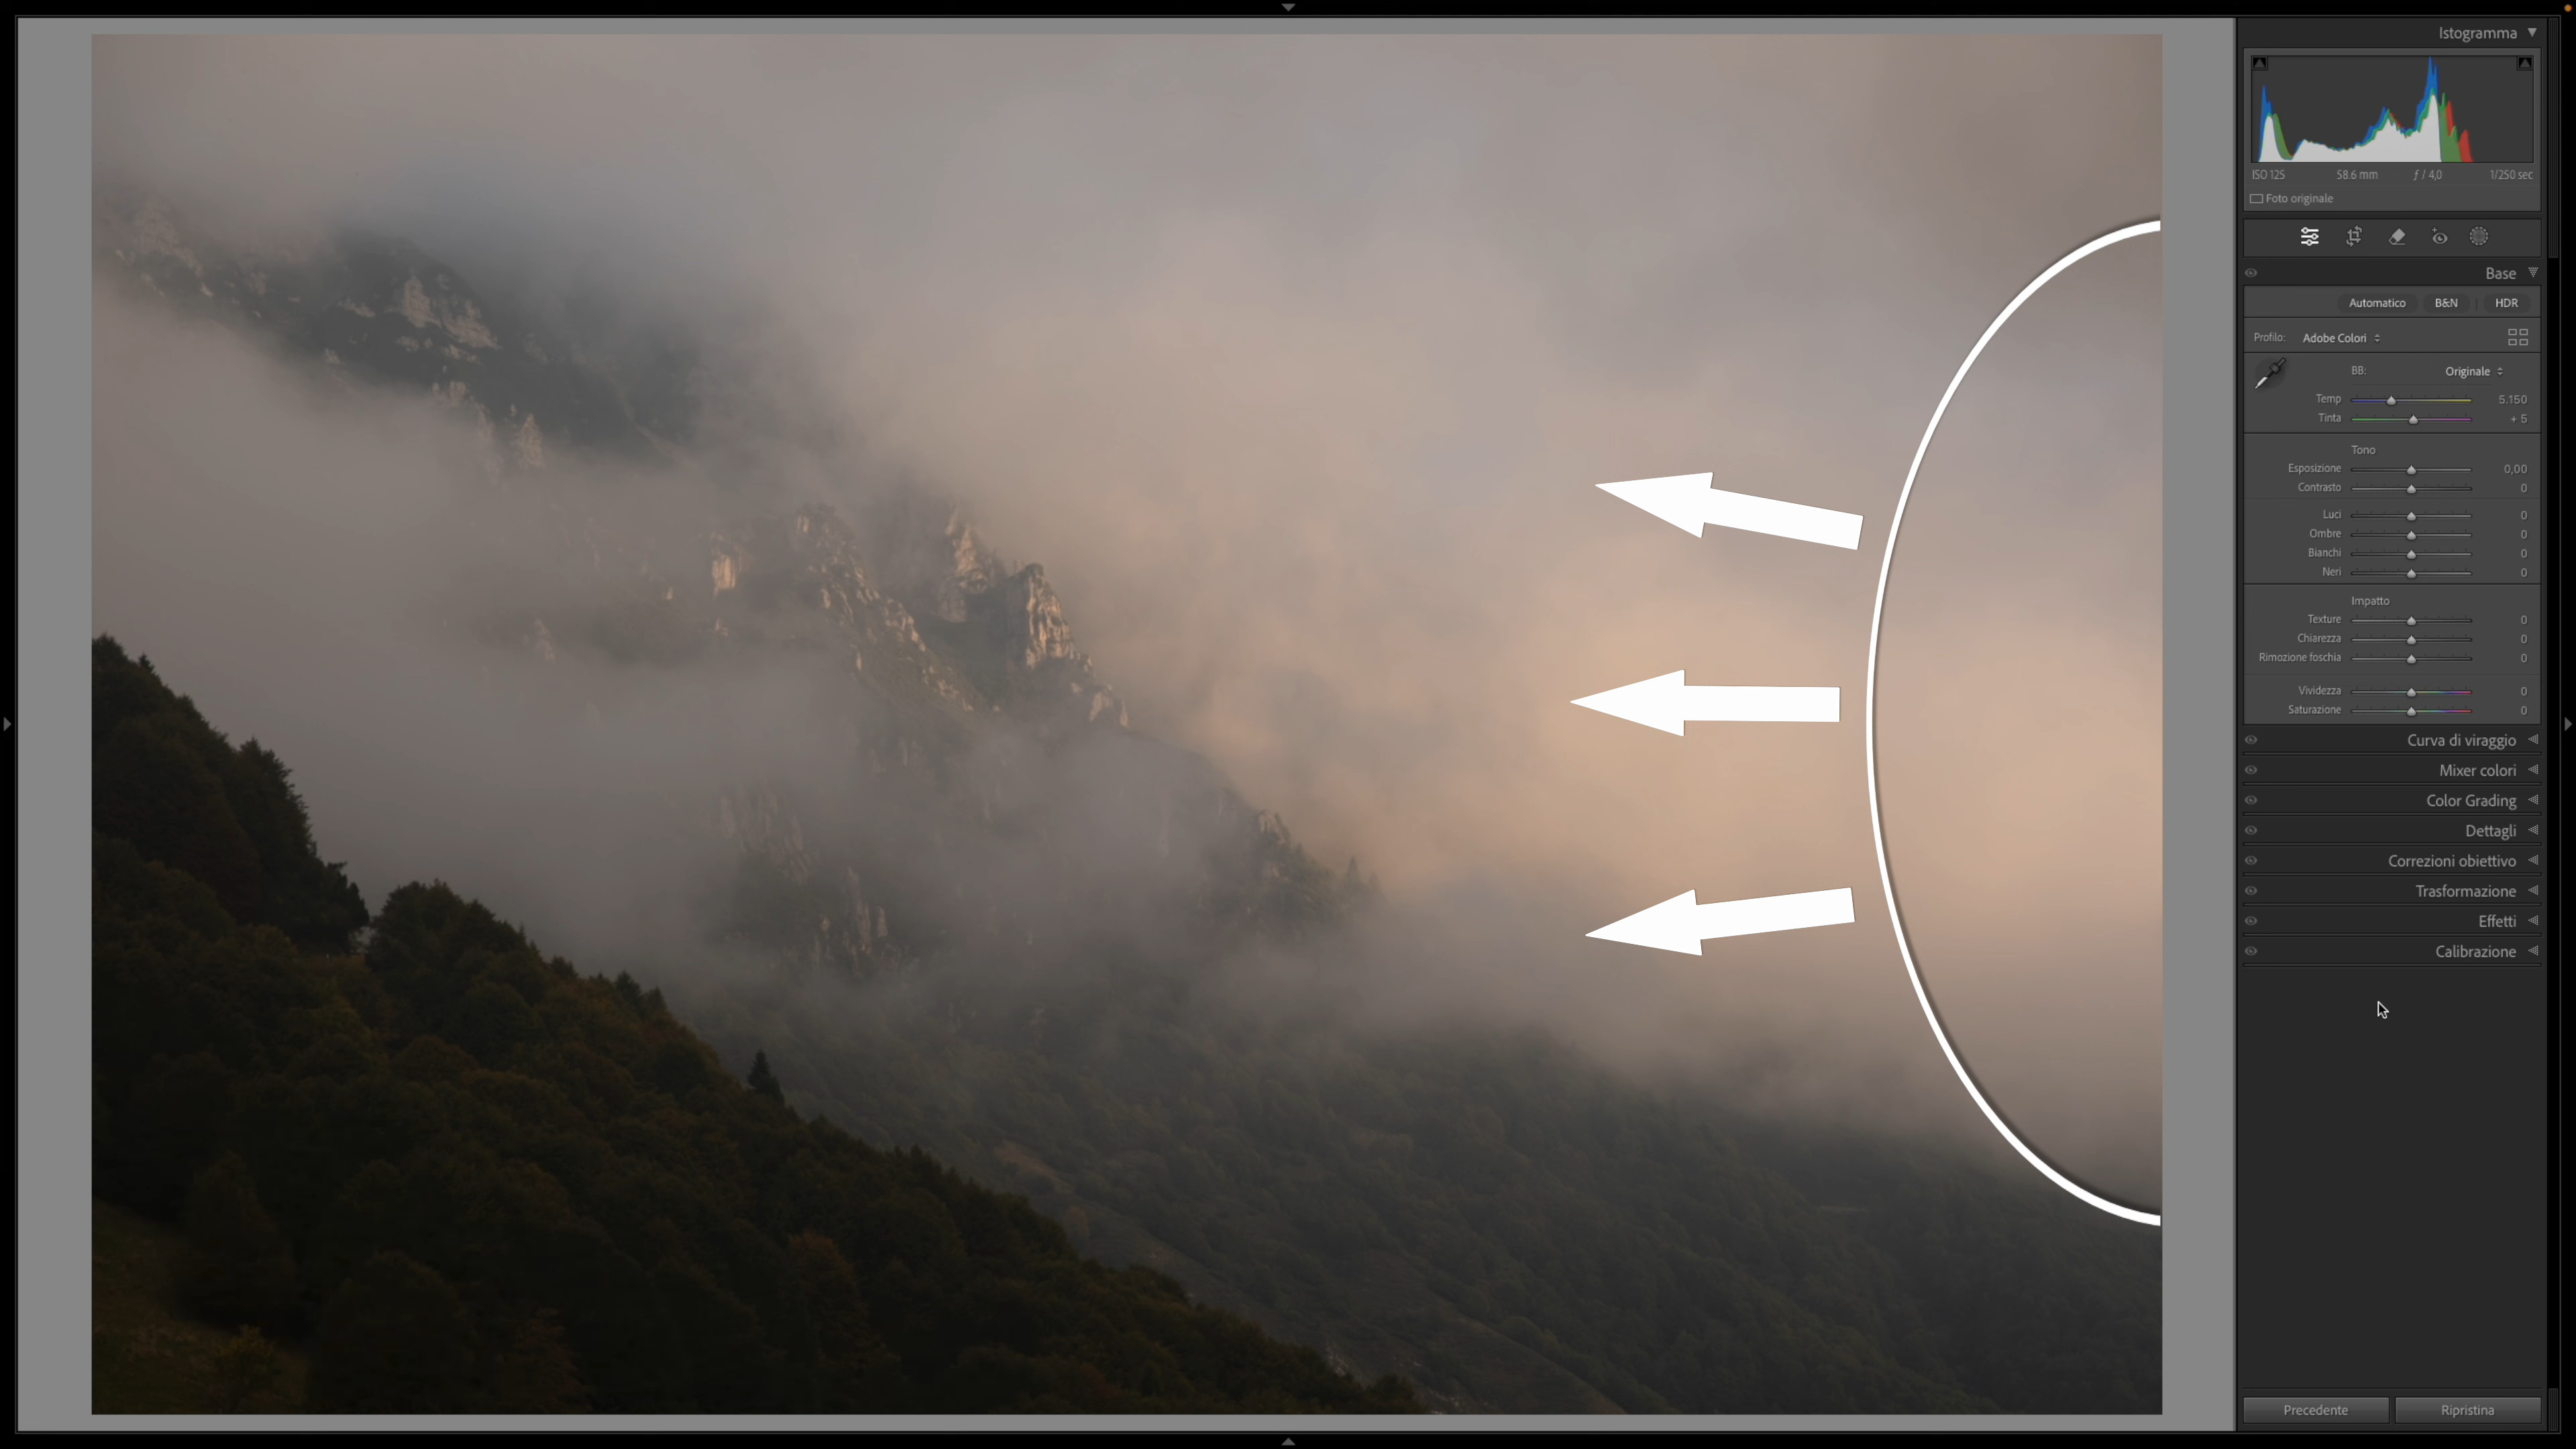 Istogramma
ISO 125 58.6 mm ƒ / 4,0 1/250 sec
Foto originale
Base
Automatico B&N HDR
Profilo: Adobe Colori
BB: Originale
Temp 5.150
Tinta + 5
Tono
Esposizione 0,00
Contrasto 0
Luci 0
Ombre 0
Bianchi 0
Neri 0
Impatto
Texture 0
Chiarezza 0
Rimozione foschia 0
Vividezza 0
Saturazione 0
Curva di viraggio
Mixer colori
Color Grading
Dettagli
Correzioni obiettivo
Trasformazione
Effetti
Calibrazione
Precedente Ripristina